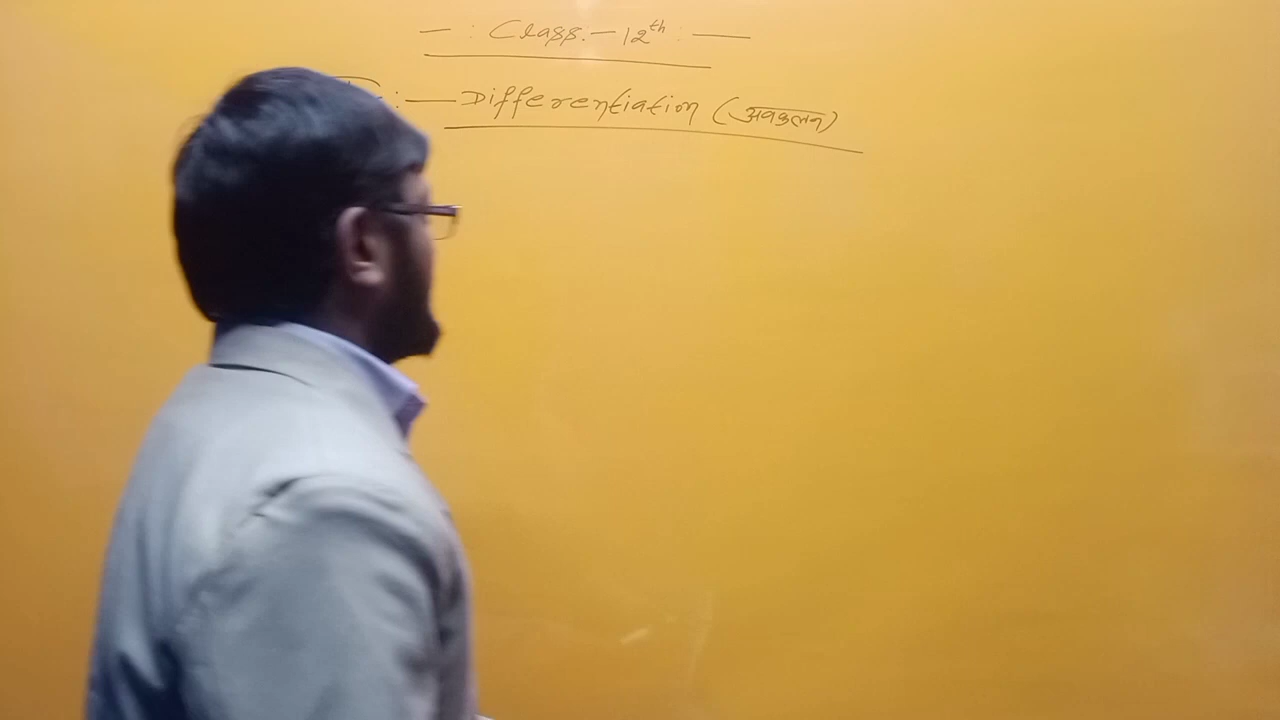 — : Class:— 12th : —
:— Differentiation (अवकलन)